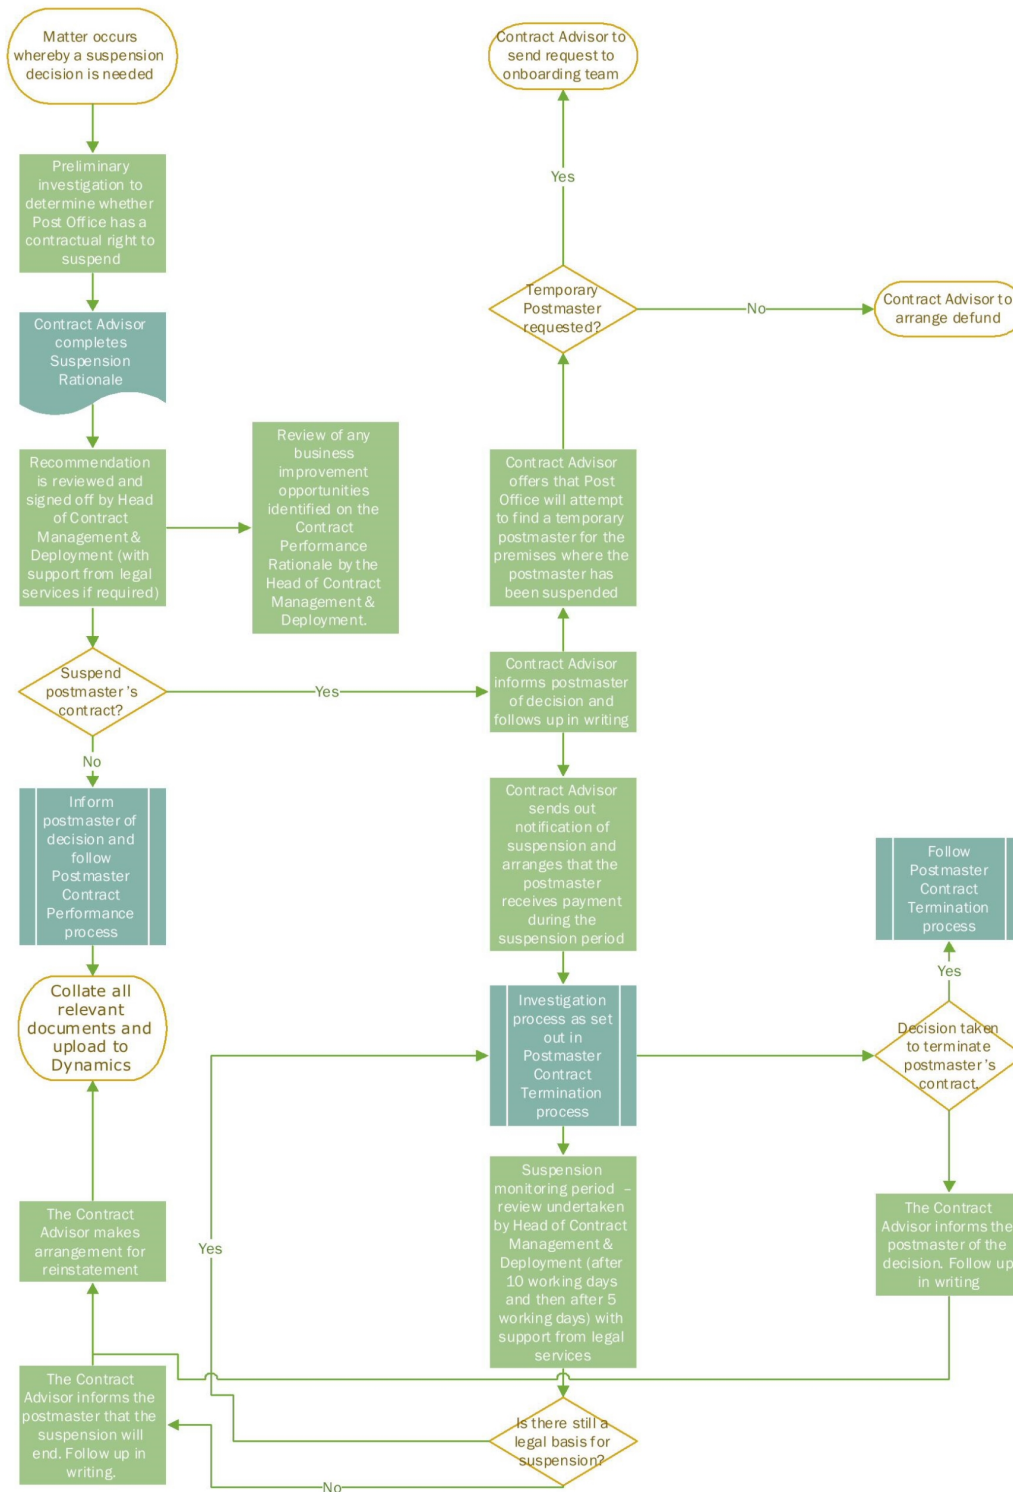 Matter occurs
whereby a suspension
decision is needed
Preliminary
investigation to
determine whether
Post Office has a
contractual right to
suspend
Contract Advisor
completes
Suspension
Rationale
Recommendation
is reviewed and
signed off by Head
of Contract
Management &
Deployment (with
support from legal
services if required)
Review of any
business
improvement
opportunities
identified on the
Contract
Performance
Rationale by the
Head of Contract
Management &
Deployment.
Suspend
postmaster's
contract?
Yes
No
Inform
postmaster of
decision and
follow
Postmaster
Contract
Performance
process
Collate all
relevant
documents and
upload to
Dynamics
The Contract
Advisor makes
arrangement for
reinstatement
The Contract
Advisor informs the
postmaster that the
suspension will
end. Follow up in
writing.
Contract Advisor to
send request to
onboarding team
Yes
Temporary
Postmaster
requested?
No
Contract Advisor to
arrange defund
Contract Advisor
offers that Post
Office will attempt
to find a temporary
postmaster for the
premises where the
postmaster has
been suspended
Contract Advisor
informs postmaster
of decision and
follows up in writing
Contract Advisor
sends out
notification of
suspension and
arranges that the
postmaster
receives payment
during the
suspension period
Investigation
process as set
out in
Postmaster
Contract
Termination
process
Suspension
monitoring period –
review undertaken
by Head of Contract
Management &
Deployment (after
10 working days
and then after 5
working days) with
support from legal
services
Is there still a
legal basis for
suspension?
Yes
No
Follow
Postmaster
Contract
Termination
process
Yes
Decision taken
to terminate
postmaster's
contract.
The Contract
Advisor informs the
postmaster of the
decision. Follow up
in writing